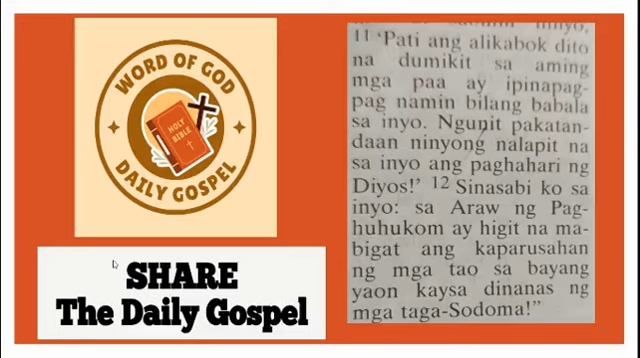 WORD OF GOD
HOLY
BIBLE
DAILY GOSPEL
SHARE
The Daily Gospel
11 'Pati ang alikabok dito
na dumikit sa aming
mga paa ay ipinapag-
pag namin bilang babala
sa inyo. Ngunit pakatan-
daan ninyong nalapit na
sa inyo ang paghahari ng
Diyos!' 12 Sinasabi ko sa
inyo: sa Araw ng Pag-
huhukom ay higit na ma-
bigat ang kaparusahan
ng mga tao sa bayang
yaon kaysa dinanas ng
mga taga-Sodoma!"